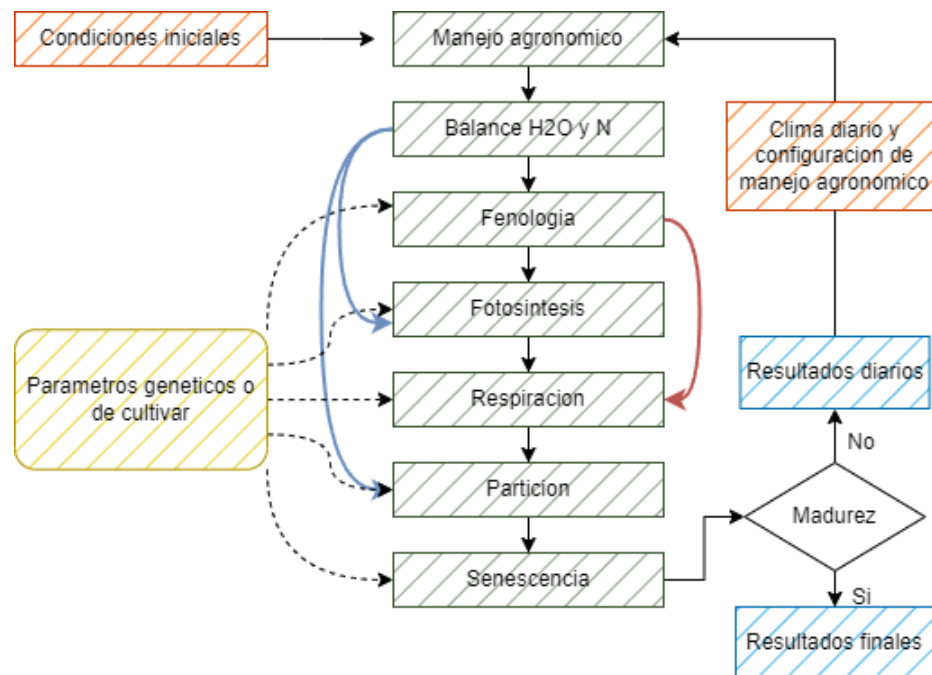 Condiciones iniciales
Manejo agronomico
Balance H2O y N
Clima diario y
configuracion de
manejo agronomico
Fenologia
Fotosintesis
Parametros geneticos o
de cultivar
Respiracion
Resultados diarios
No
Particion
Madurez
Senescencia
Si
Resultados finales